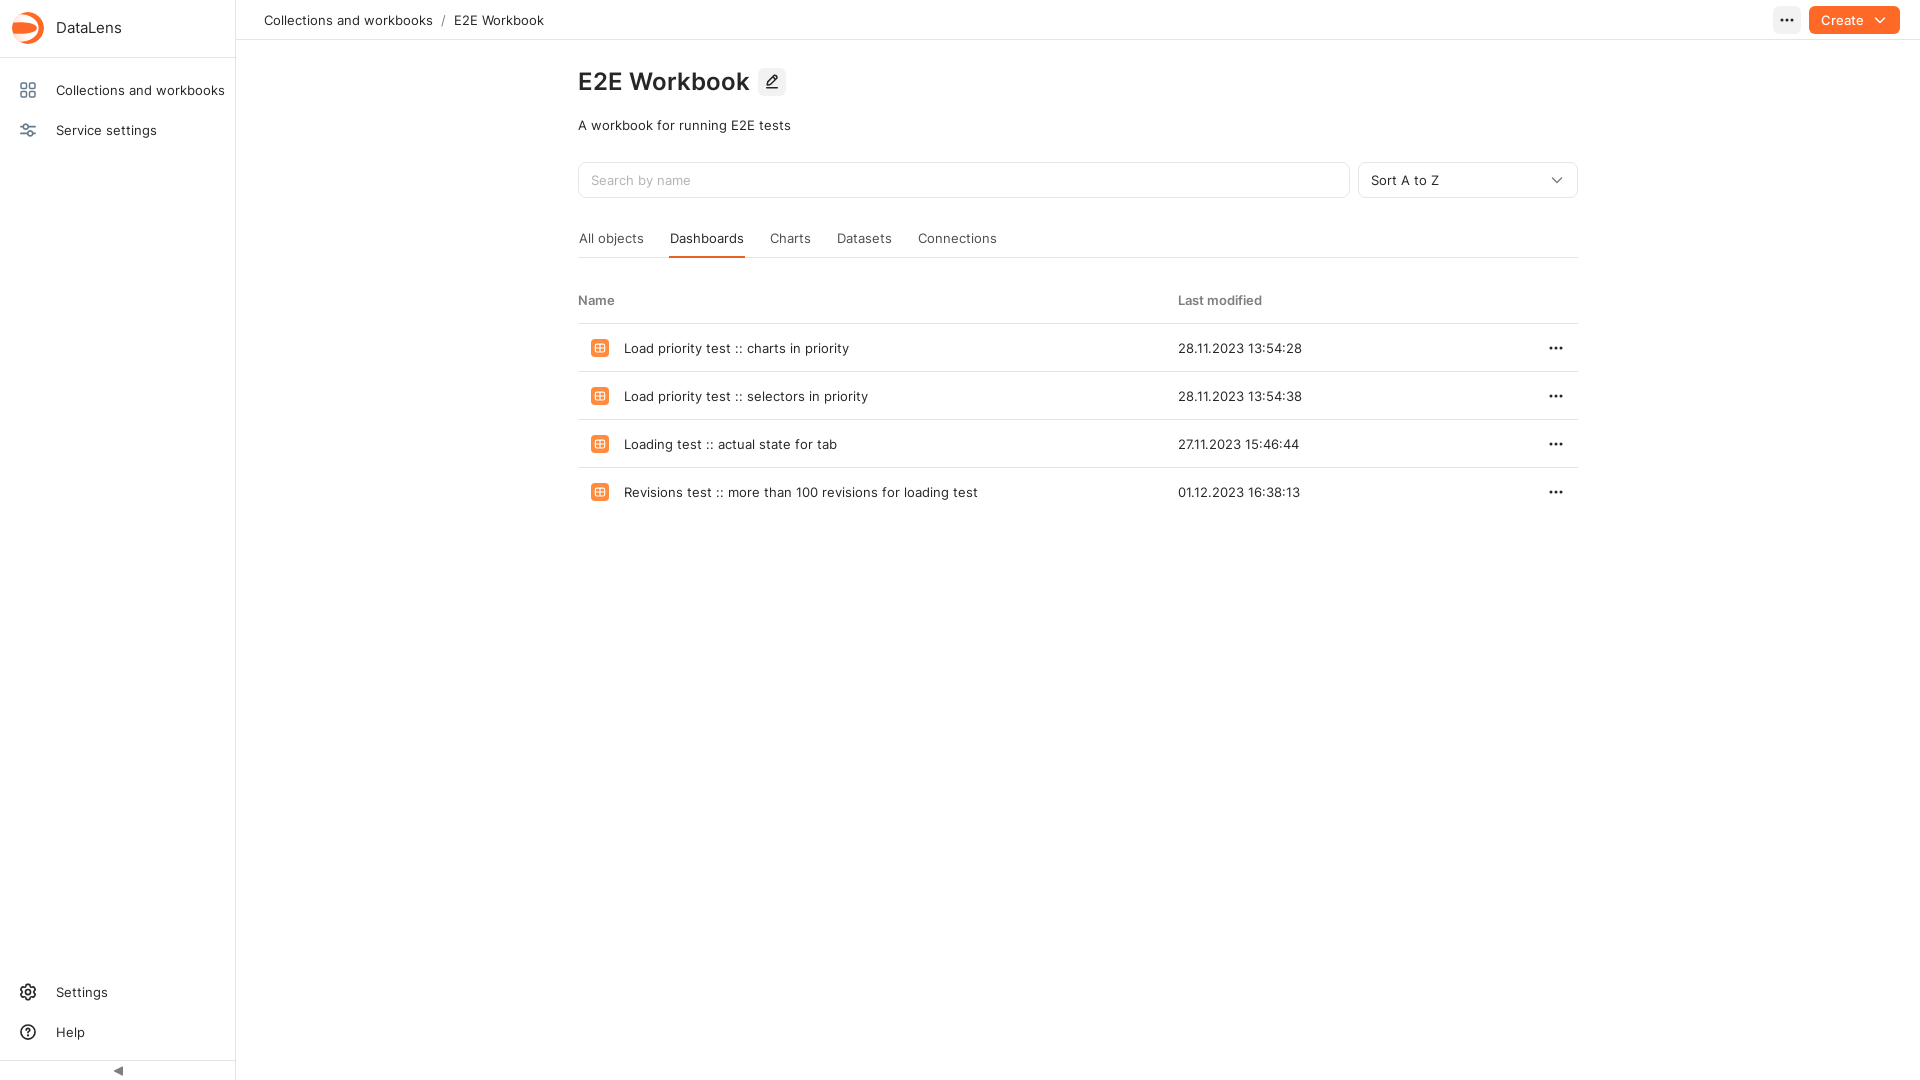 DataLens
Collections and workbooks / E2E Workbook
Create
Collections and workbooks
Service settings
E2E Workbook
A workbook for running E2E tests
Search by name
Sort A to Z
All objects Dashboards Charts Datasets Connections
Name Last modified
Load priority test :: charts in priority 28.11.2023 13:54:28
Load priority test :: selectors in priority 28.11.2023 13:54:38
Loading test :: actual state for tab 27.11.2023 15:46:44
Revisions test :: more than 100 revisions for loading test 01.12.2023 16:38:13
Settings
Help